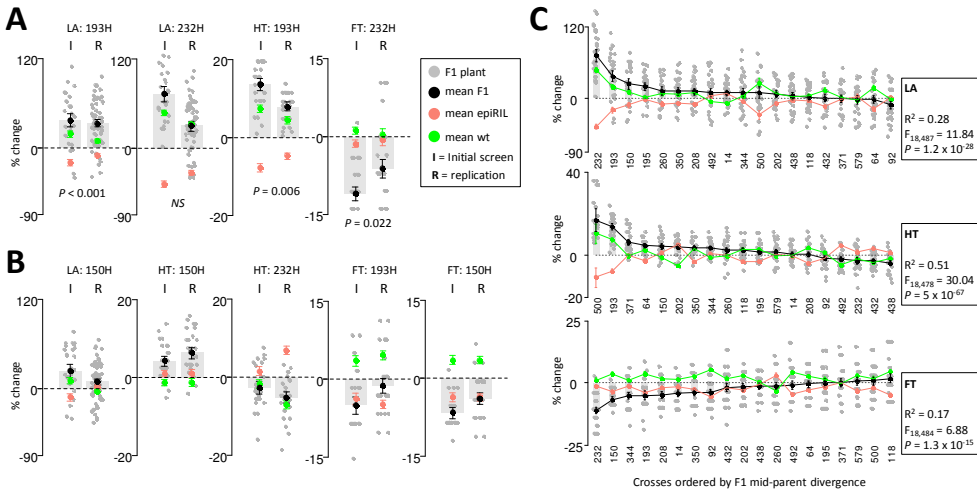 A
LA: 193H
LA: 232H
HT: 193H
FT: 232H
I R
I R
I R
I R
120
0
-90
120
0
-90
20
0
-20
15
0
-15
% change
P < 0.001
NS
P = 0.006
P = 0.022
F1 plant
mean F1
mean epiRIL
mean wt
I = Initial screen
R = replication
B
LA: 150H
HT: 150H
HT: 232H
FT: 193H
FT: 150H
I R
I R
I R
I R
I R
120
0
-90
20
0
-20
20
0
-20
15
0
-15
15
0
-15
% change
C
140
0
-90
% change
232 193 150 195 260 350 208 492 14 344 500 202 438 118 432 371 579 64 92
LA
R² = 0.28
F18,487 = 11.84
P = 1.2 x 10-28
40
0
-20
% change
500 193 371 64 150 202 14 350 344 260 118 195 579 14 208 92 492 232 438
HT
R² = 0.51
F18,478 = 30.04
P = 5 x 10-67
25
0
-25
% change
232 150 344 193 208 14 202 350 92 195 438 260 492 64 118 371 579 500 118
FT
R² = 0.17
F18,484 = 6.88
P = 1.3 x 10-15
Crosses ordered by F1 mid-parent divergence